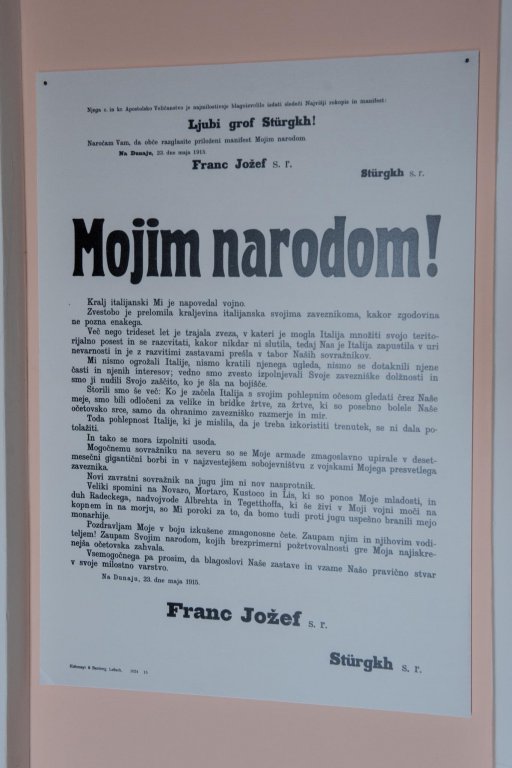 Njega c. in kr. Apostolsko Veličanstvo je najmilostiveje blagoizvolilo izdati sledeči Najvišji rokopis in manifest:
Ljubi grof Stürgkh!
Naročam Vam, da obče razglasite priloženi manifest Mojim narodom.
Na Dunaju, 23. dne maja 1915.
Franc Jožef s. r.
Stürgkh s. r.
Mojim narodom!
Kralj italijanski Mi je napovedal vojno.
Zvestobo je prelomila kraljevina italijanska svojima zaveznikoma, kakor zgodovina
ne pozna enakega.
Več nego trideset let je trajala zveza, v kateri je mogla Italija množiti svojo terito-
rijalno posest in se razcvitati, kakor nikdar ni slutila, tedaj Nas je Italija zapustila v uri
nevarnosti in je z razvitimi zastavami prešla v tabor Naših sovražnikov.
Mi nismo ogrožali Italije, nismo kratili njenega ugleda, nismo se dotaknili njene
časti in njenih interesov; vedno smo zvesto izpolnjevali Svoje zavezniške dolžnosti in
smo ji nudili Svojo zaščito, ko je šla na bojišče.
Storili smo še več: Ko je začela Italija s svojim pohlepnim očesom gledati črez Naše
meje, smo bili odločeni za velike in bridke žrtve, za žrtve, ki so posebno bolele Naše
očetovsko srce, samo da ohranimo zavezniško razmerje in mir.
Toda pohlepnost Italije, ki je mislila, da je treba izkoristiti trenotek, se ni dala po-
tolažiti.
In tako se mora izpolniti usoda.
Mogočnemu sovražniku na severu so se Moje armade zmagoslavno upirale v deset-
mesečni gigantični borbi in v najzvestejšem sobojevništvu z vojskami Mojega presvetlega
zaveznika.
Novi zavratni sovražnik na jugu jim ni nov nasprotnik.
Veliki spomini na Novaro, Mortaro, Kustoco in Lis, ki so ponos Moje mladosti, in
duh Radeckega, nadvojvode Albrehta in Tegetthoffa, ki še živi v Moji vojni moči na
kopnem in na morju, so Mi poroki za to, da bomo tudi proti jugu uspešno branili mejo
monarhije.
Pozdravljam Moje v boju izkušene zmagonosne čete. Zaupam njim in njihovim vodi-
teljem! Zaupam Svojim narodom, kojih brezprimerni požrtvovalnosti gre Moja najiskre-
nejša očetovska zahvala.
Vsemogočnega pa prosim, da blagoslovi Naše zastave in vzame Našo pravično stvar
v svoje milostno varstvo.
Na Dunaju, 23. dne maja 1915.
Franc Jožef s. r.
Stürgkh s. r.
Kleinmayr & Bamberg, Laibach. 15